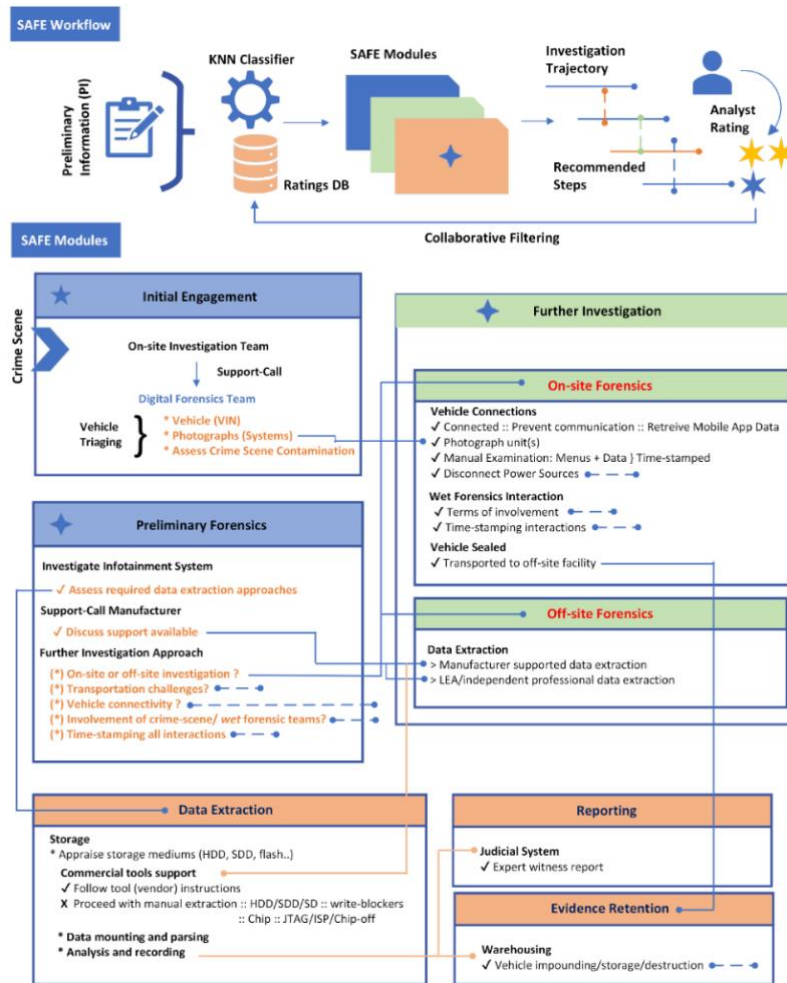 SAFE Workflow
Preliminary
Information (PI)
KNN Classifier
Ratings DB
SAFE Modules
Investigation
Trajectory
Recommended
Steps
Analyst
Rating
Collaborative Filtering
SAFE Modules
Crime Scene
Initial Engagement
On-site Investigation Team
Support-Call
Digital Forensics Team
Vehicle
Triaging
* Vehicle (VIN)
* Photographs (Systems)
* Assess Crime Scene Contamination
Preliminary Forensics
Investigate Infotainment System
✓ Assess required data extraction approaches
Support-Call Manufacturer
✓ Discuss support available
Further Investigation Approach
(*) On-site or off-site investigation ?
(*) Transportation challenges?
(*) Vehicle connectivity ?
(*) Involvement of crime-scene/ wet forensic teams?
(*) Time-stamping all interactions
Further Investigation
On-site Forensics
Vehicle Connections
✓ Connected :: Prevent communication :: Retreive Mobile App Data
✓ Photograph unit(s)
✓ Manual Examination: Menus + Data } Time-stamped
✓ Disconnect Power Sources
Wet Forensics Interaction
✓ Terms of involvement
✓ Time-stamping interactions
Vehicle Sealed
✓ Transported to off-site facility
Off-site Forensics
Data Extraction
> Manufacturer supported data extraction
> LEA/independent professional data extraction
Data Extraction
Storage
* Appraise storage mediums (HDD, SDD, flash..)
Commercial tools support
✓ Follow tool (vendor) instructions
X Proceed with manual extraction :: HDD/SDD/SD :: write-blockers
:: Chip :: JTAG/ISP/Chip-off
* Data mounting and parsing
* Analysis and recording
Reporting
Judicial System
✓ Expert witness report
Evidence Retention
Warehousing
✓ Vehicle impounding/storage/destruction